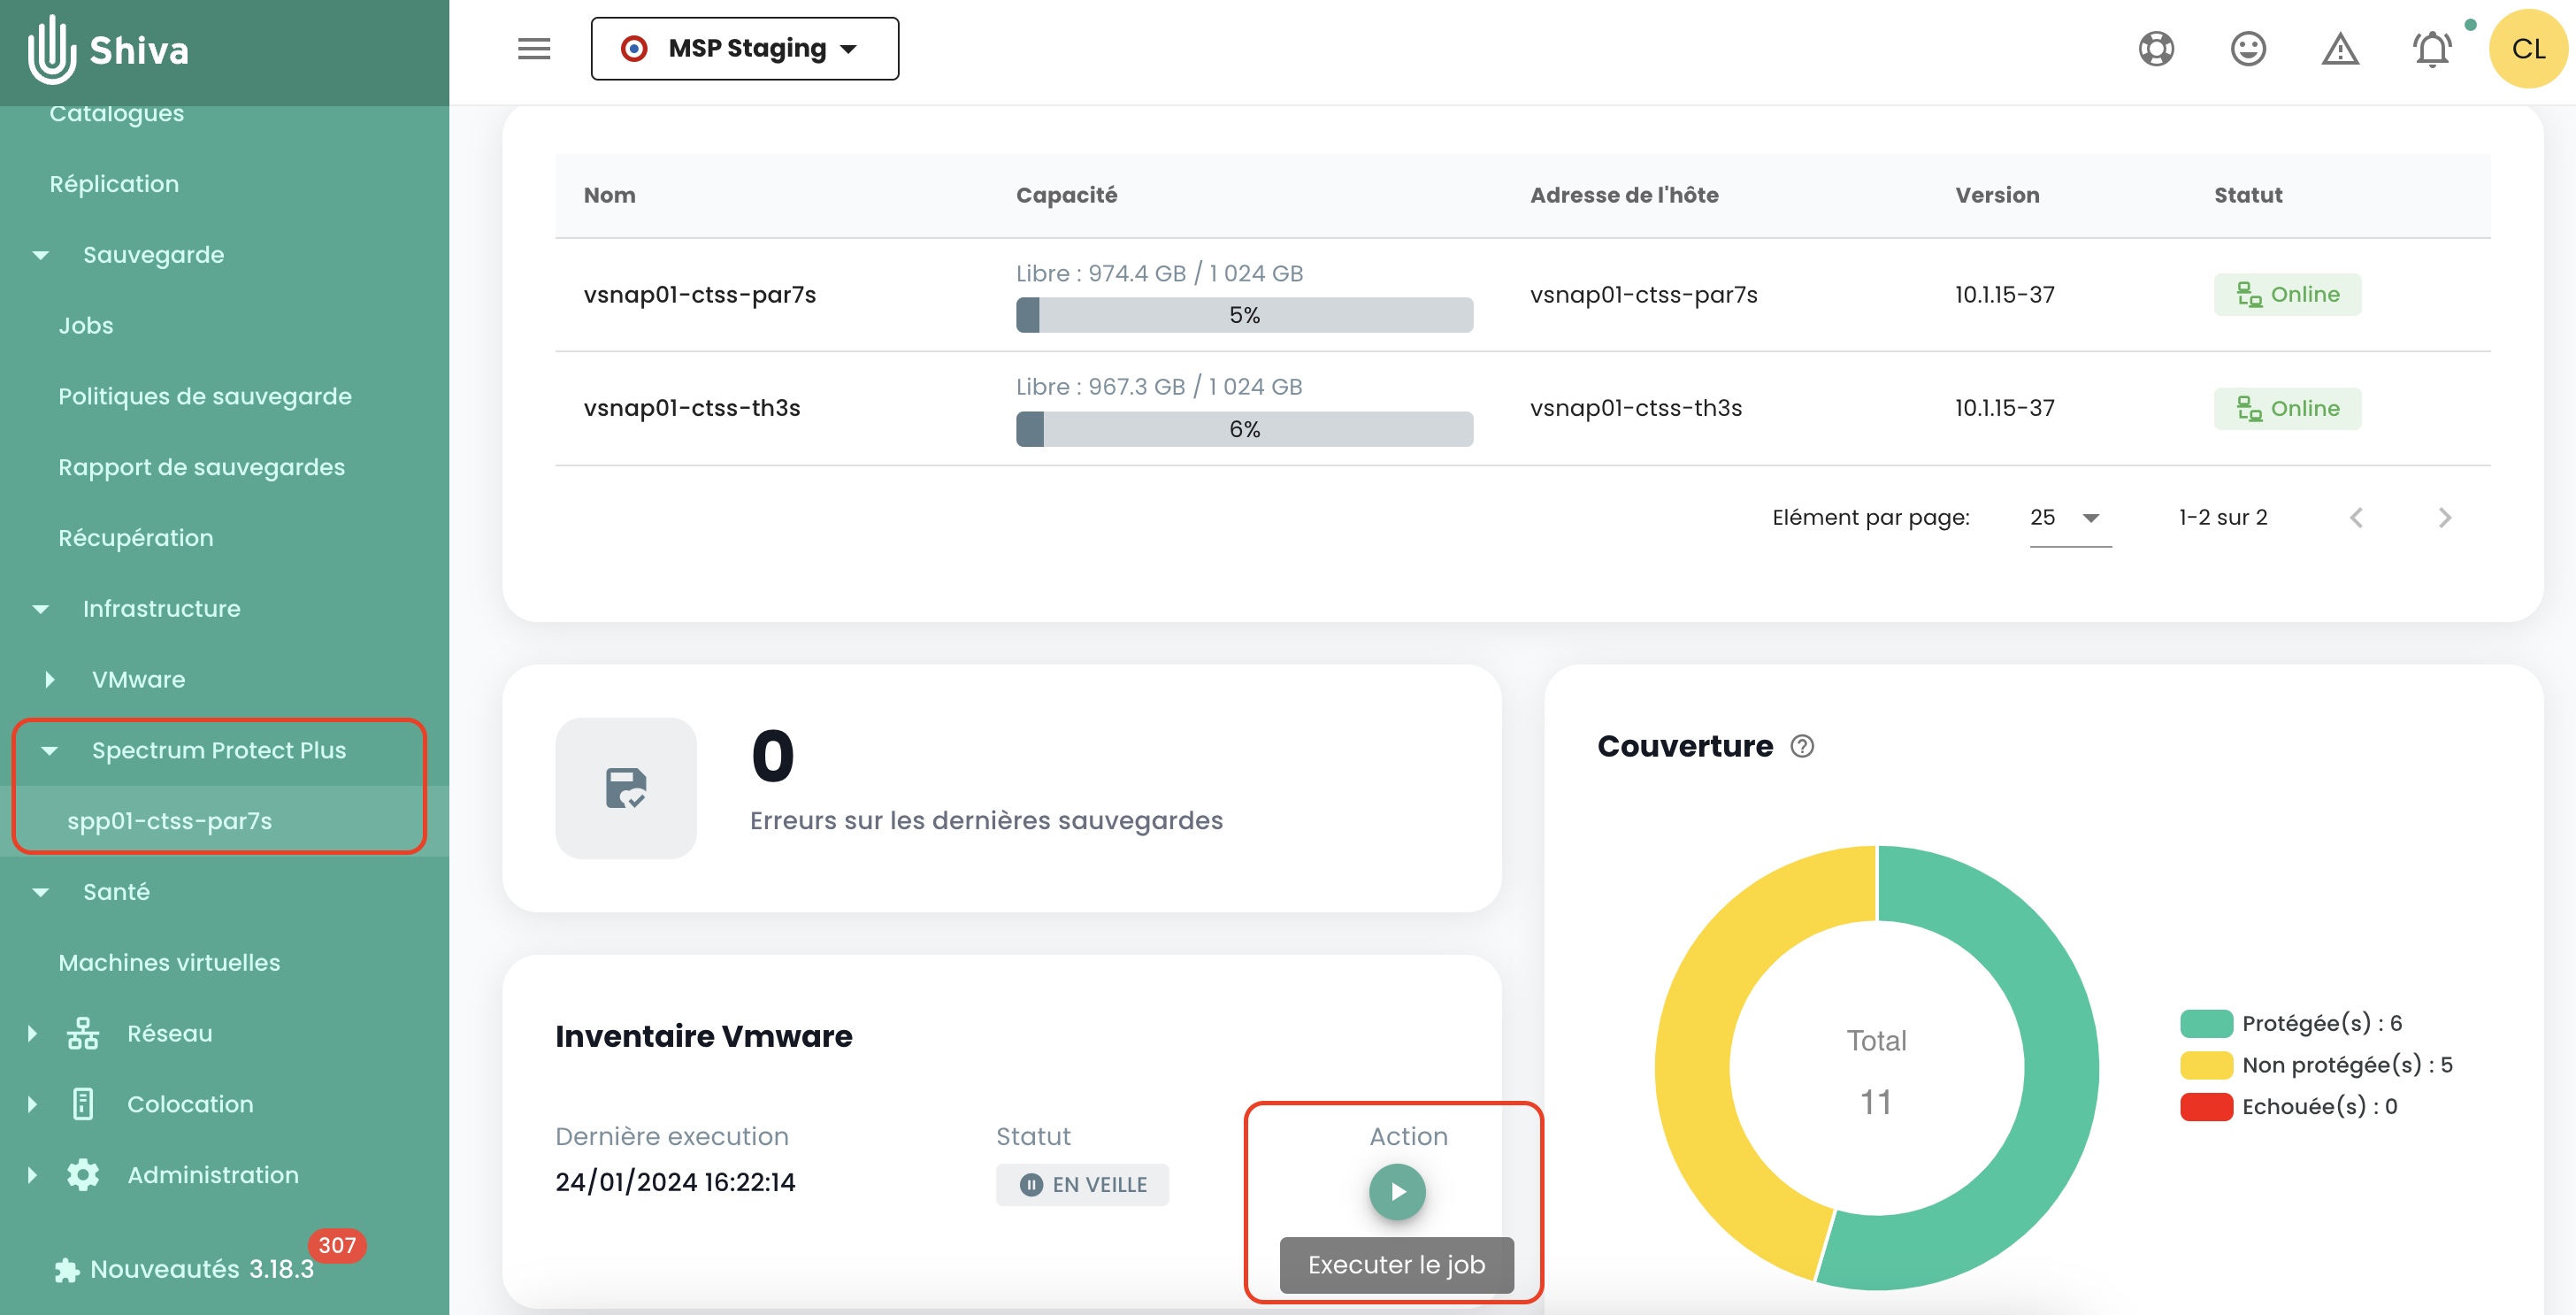 Shiva
MSP Staging
CL
Catalogues
Réplication
Sauvegarde
Jobs
Politiques de sauvegarde
Rapport de sauvegardes
Récupération
Infrastructure
VMware
Spectrum Protect Plus
spp01-ctss-par7s
Santé
Machines virtuelles
Réseau
Colocation
Administration
Nouveautés 3.18.3
307
Nom Capacité Adresse de l'hôte Version Statut
Libre : 974.4 GB / 1 024 GB
vsnap01-ctss-par7s 5% vsnap01-ctss-par7s 10.1.15-37 Online
Libre : 967.3 GB / 1 024 GB
vsnap01-ctss-th3s 6% vsnap01-ctss-th3s 10.1.15-37 Online
Elément par page: 25 1-2 sur 2
0
Erreurs sur les dernières sauvegardes
Inventaire Vmware
Dernière execution Statut Action
24/01/2024 16:22:14 EN VEILLE
Executer le job
Couverture
Total
11
Protégée(s) : 6
Non protégée(s) : 5
Echouée(s) : 0